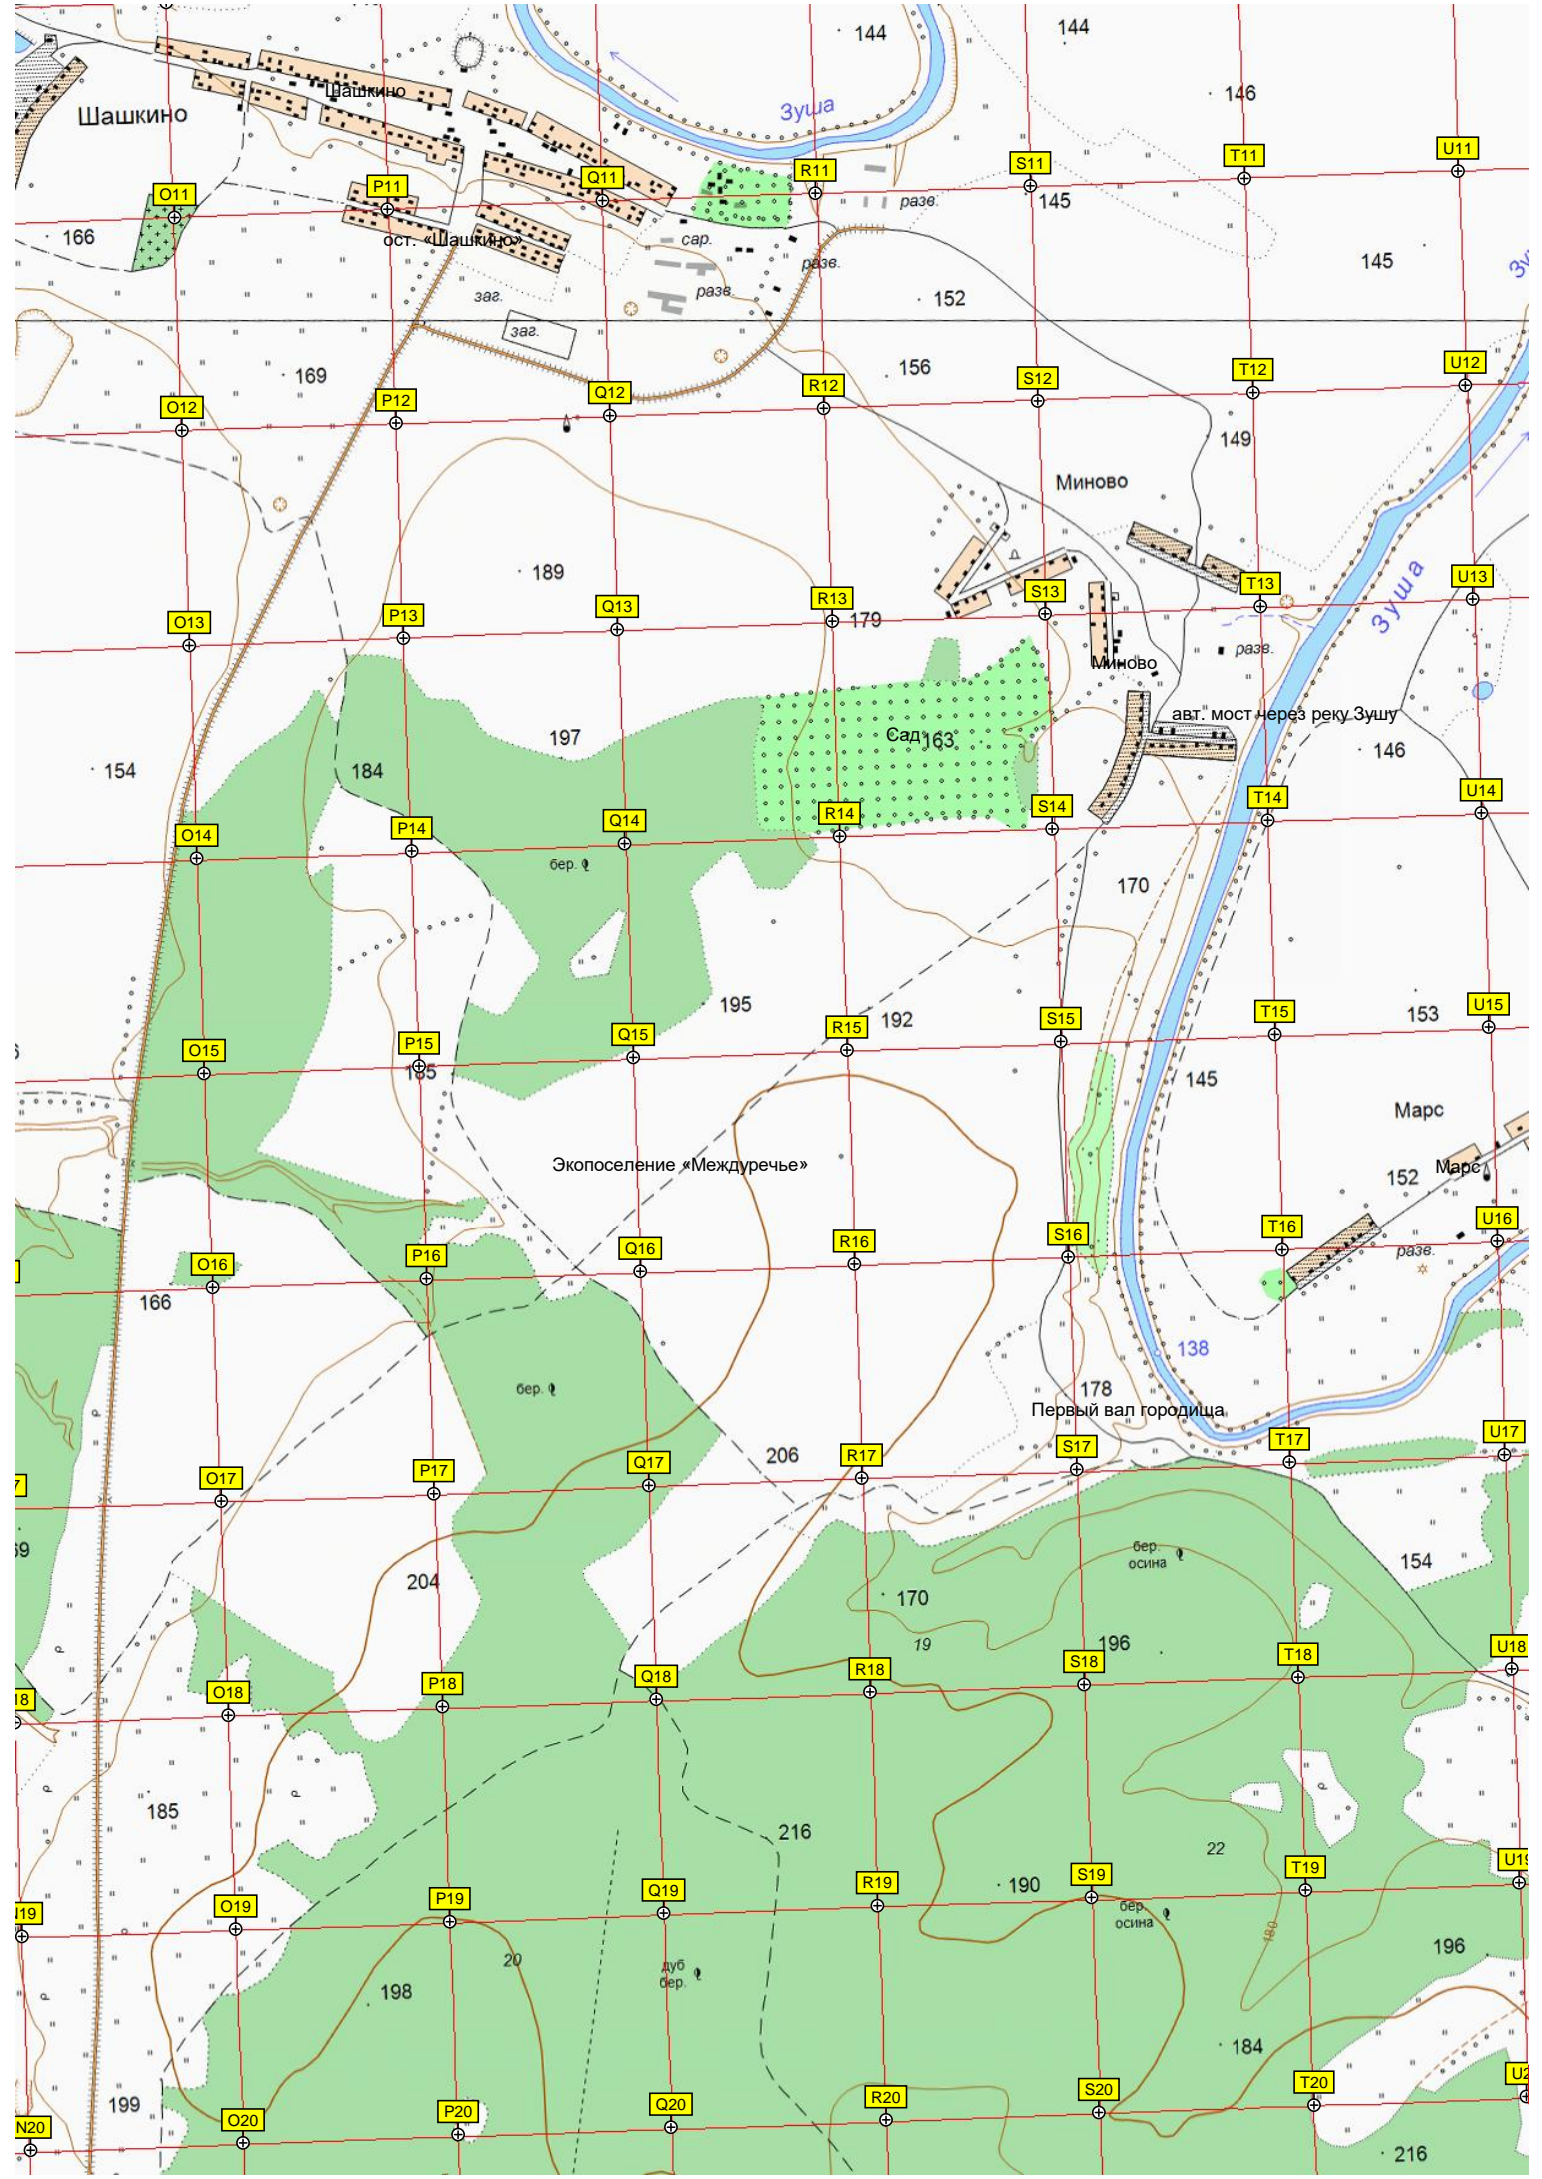 144
144
Зуша
146
Шашкино
Шашкино
U11
T11
S11
R11
Q11
P11
O11
145
разв.
166
ост. «Шашкино»
сар.
разв.
145
разв.
заг.
152
заг.
169
156
U12
T12
S12
R12
Q12
P12
O12
149
Миново
189
Зуша
U13
T13
S13
R13
Q13
P13
O13
179
разв.
Миново
авт. мост через реку Зушу
197
Сад
163
146
154
184
U14
T14
S14
R14
Q14
P14
O14
бер.
170
195
192
153
U15
T15
S15
R15
Q15
P15
O15
185
145
Марс
Экопоселение «Междуречье»
152
Марс
U16
T16
S16
R16
Q16
P16
O16
разв.
166
138
бер.
178
Первый вал городища
206
U17
T17
S17
R17
Q17
P17
O17
бер.
осина
154
204
170
19
196
U18
T18
S18
R18
Q18
P18
O18
185
216
22
T19
S19
R19
Q19
P19
O19
190
бер.
осина
180
196
20
дуб
бер.
198
184
199
T20
S20
R20
Q20
P20
O20
N20
216